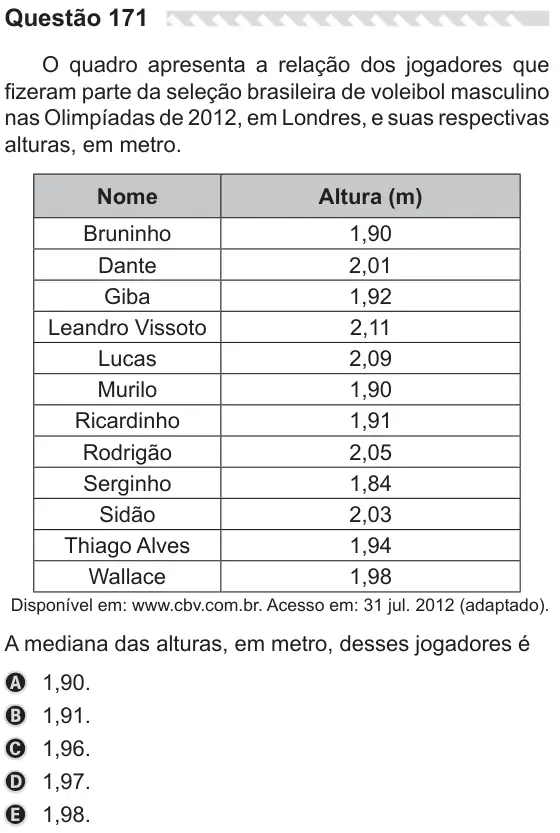 Questão 171
O quadro apresenta a relação dos jogadores que
fizeram parte da seleção brasileira de voleibol masculino
nas Olimpíadas de 2012, em Londres, e suas respectivas
alturas, em metro.
Nome Altura (m)
Bruninho 1,90
Dante 2,01
Giba 1,92
Leandro Vissoto 2,11
Lucas 2,09
Murilo 1,90
Ricardinho 1,91
Rodrigão 2,05
Serginho 1,84
Sidão 2,03
Thiago Alves 1,94
Wallace 1,98
Disponível em: www.cbv.com.br. Acesso em: 31 jul. 2012 (adaptado).
A mediana das alturas, em metro, desses jogadores é
A 1,90.
B 1,91.
C 1,96.
D 1,97.
E 1,98.